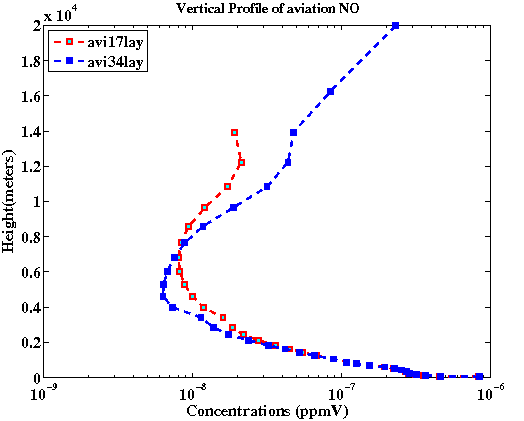 Vertical Profile of aviation NO
x 10^4
2
1.8
1.6
1.4
1.2
1
0.8
0.6
0.4
0.2
0
Height(meters)
avi17lay
avi34lay
10^-9
10^-8
10^-7
10^-6
Concentrations (ppmV)